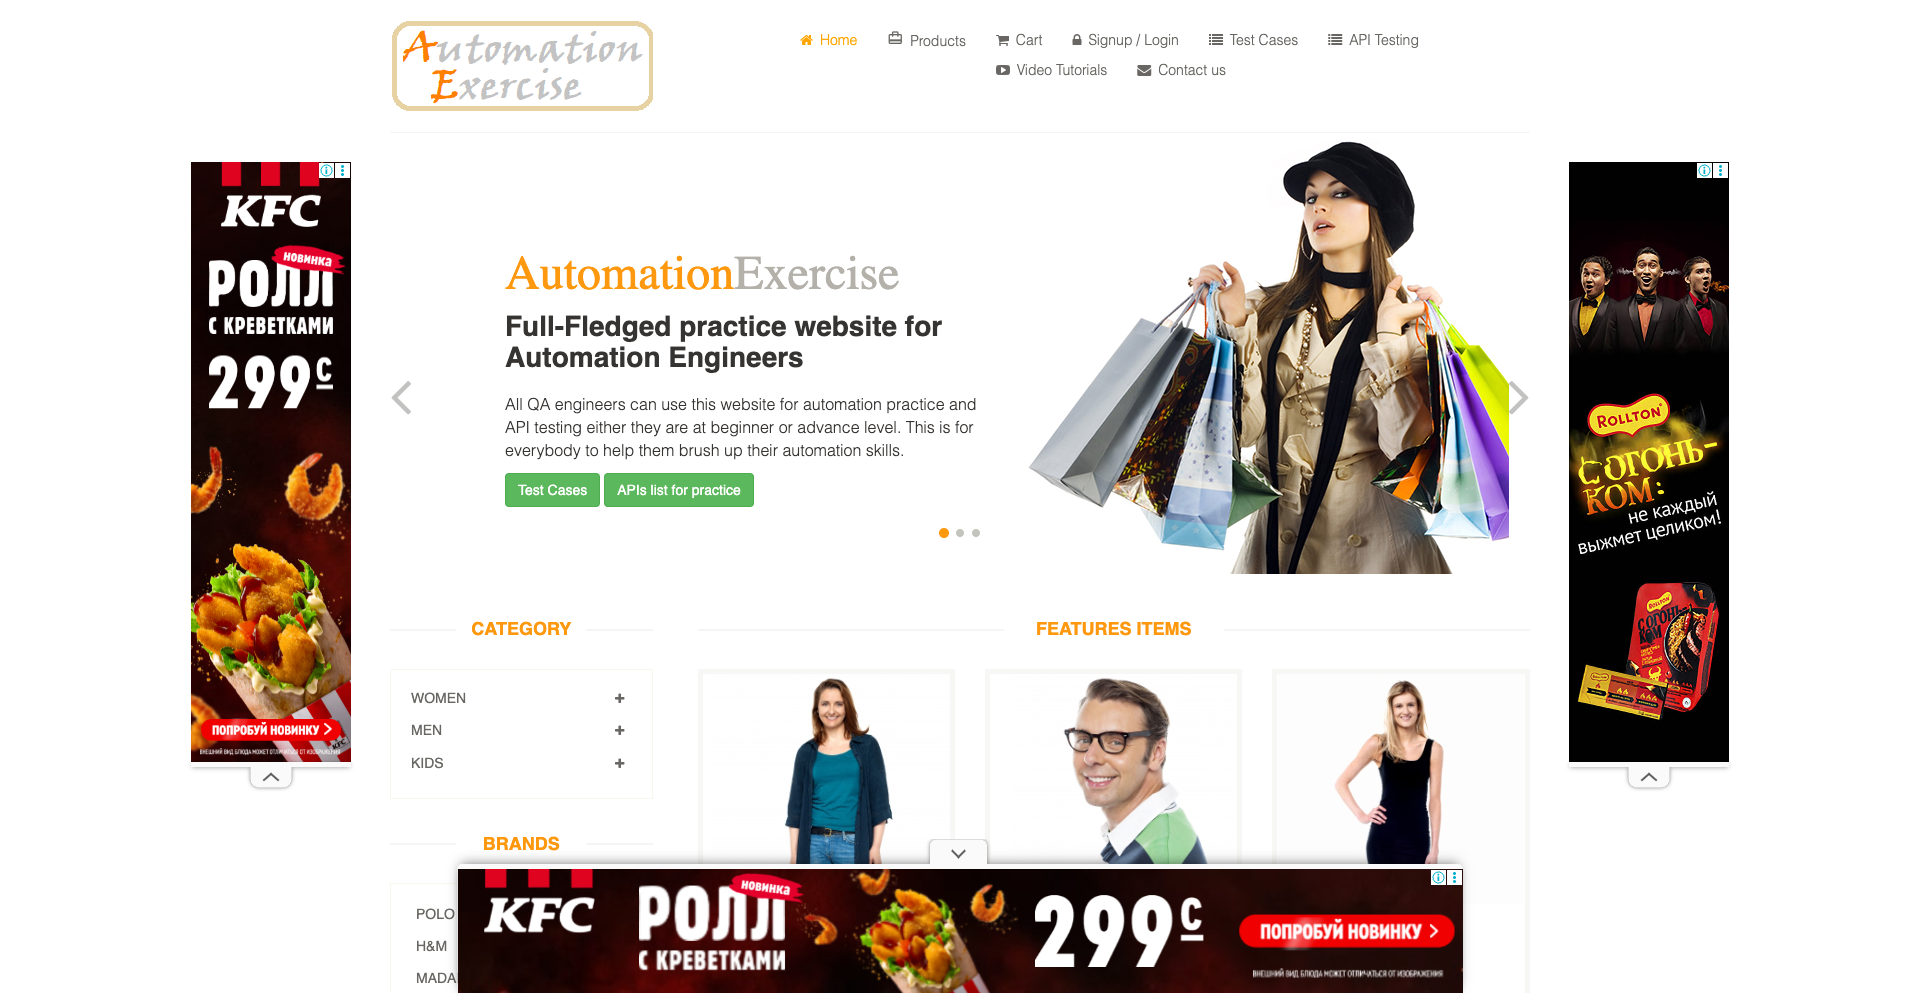 Automation
Exercise
Home
Products
Cart
Signup / Login
Test Cases
API Testing
Video Tutorials
Contact us
KFC
НОВИНКА
РОЛЛ
С КРЕВЕТКАМИ
299 С
ПОПРОБУЙ НОВИНКУ
ВНЕШНИЙ ВИД БЛЮДА МОЖЕТ ОТЛИЧАТЬСЯ ОТ ИЗОБРАЖЕНИЯ
AutomationExercise
Full-Fledged practice website for
Automation Engineers
All QA engineers can use this website for automation practice and
API testing either they are at beginner or advance level. This is for
everybody to help them brush up their automation skills.
Test Cases
APIs list for practice
ROLLTON
С ОГОНЬ-
КОМ:
не каждый
выжмет целиком!
ROLLTON
С ОГОНЬ
КОМ
CATEGORY
WOMEN
MEN
KIDS
FEATURES ITEMS
BRANDS
POLO
H&M
MADA
KFC
НОВИНКА
РОЛЛ
С КРЕВЕТКАМИ
299 С
ПОПРОБУЙ НОВИНКУ
ВНЕШНИЙ ВИД БЛЮДА МОЖЕТ ОТЛИЧАТЬСЯ ОТ ИЗОБРАЖЕНИЯ